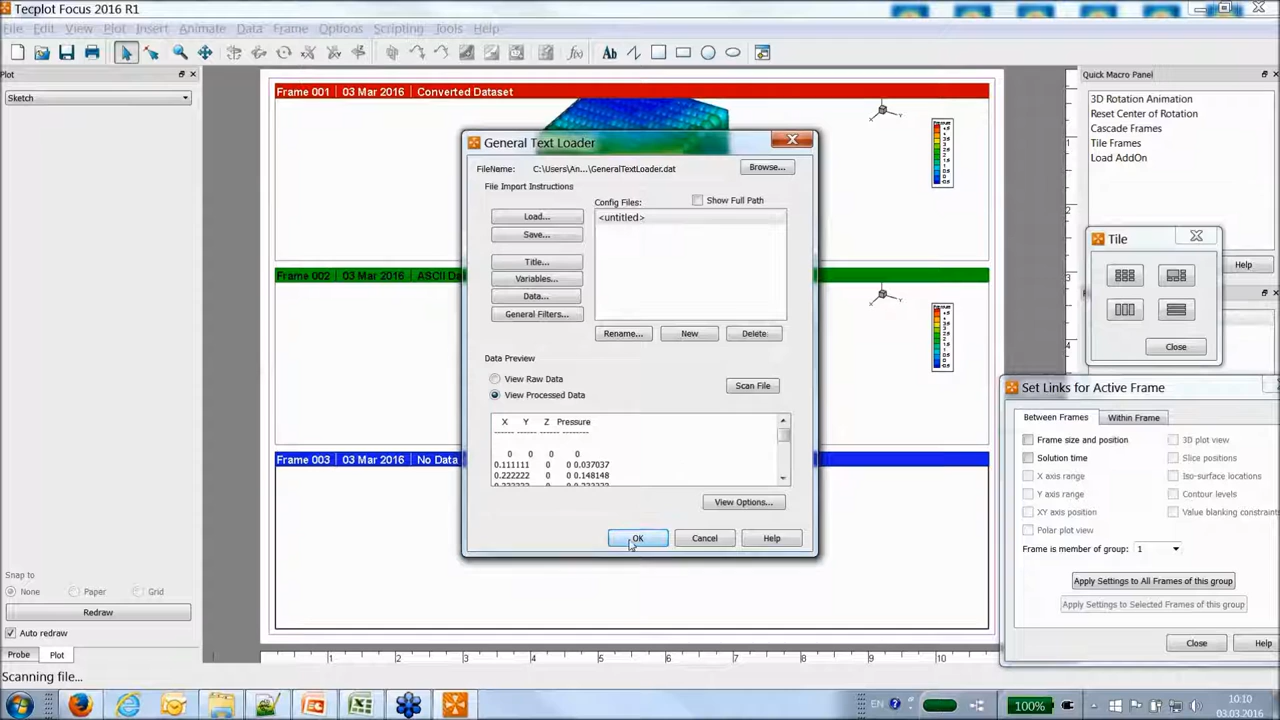 Tecplot Focus 2016 R1
File Edit View Plot Insert Animate Data Frame Options Scripting Tools Help
Plot
Sketch
Snap to
None Paper Grid
Redraw
Auto redraw
Probe Plot
Scanning file...
Frame 001 03 Mar 2016 Converted Dataset
Frame 002 03 Mar 2016 ASCII Da
Frame 003 03 Mar 2016 No Data
General Text Loader
FileName: C:\Users\An...\GeneralTextLoader.dat Browse...
File Import Instructions
Config Files: Show Full Path
Load... <untitled>
Save...
Title...
Variables...
Data...
General Filters...
Rename... New Delete
Data Preview
View Raw Data Scan File
View Processed Data
X Y Z Pressure
------ ------ ------ --------
0 0 0 0
0.111111 0 0 0.037037
0.222222 0 0 0.148148
View Options...
OK Cancel Help
Quick Macro Panel
3D Rotation Animation
Reset Center of Rotation
Cascade Frames
Tile Frames
Load AddOn
Help
Tile
Close
Set Links for Active Frame
Between Frames Within Frame
Frame size and position 3D plot view
Solution time Slice positions
X axis range Iso-surface locations
Y axis range Contour levels
XY axis position Value blanking constraints
Polar plot view
Frame is member of group: 1
Apply Settings to All Frames of this group
Apply Settings to Selected Frames of this group
Close Help
1 2 3 4 5 6 7 8 9 10
EN 100% 10:10
03.03.2016